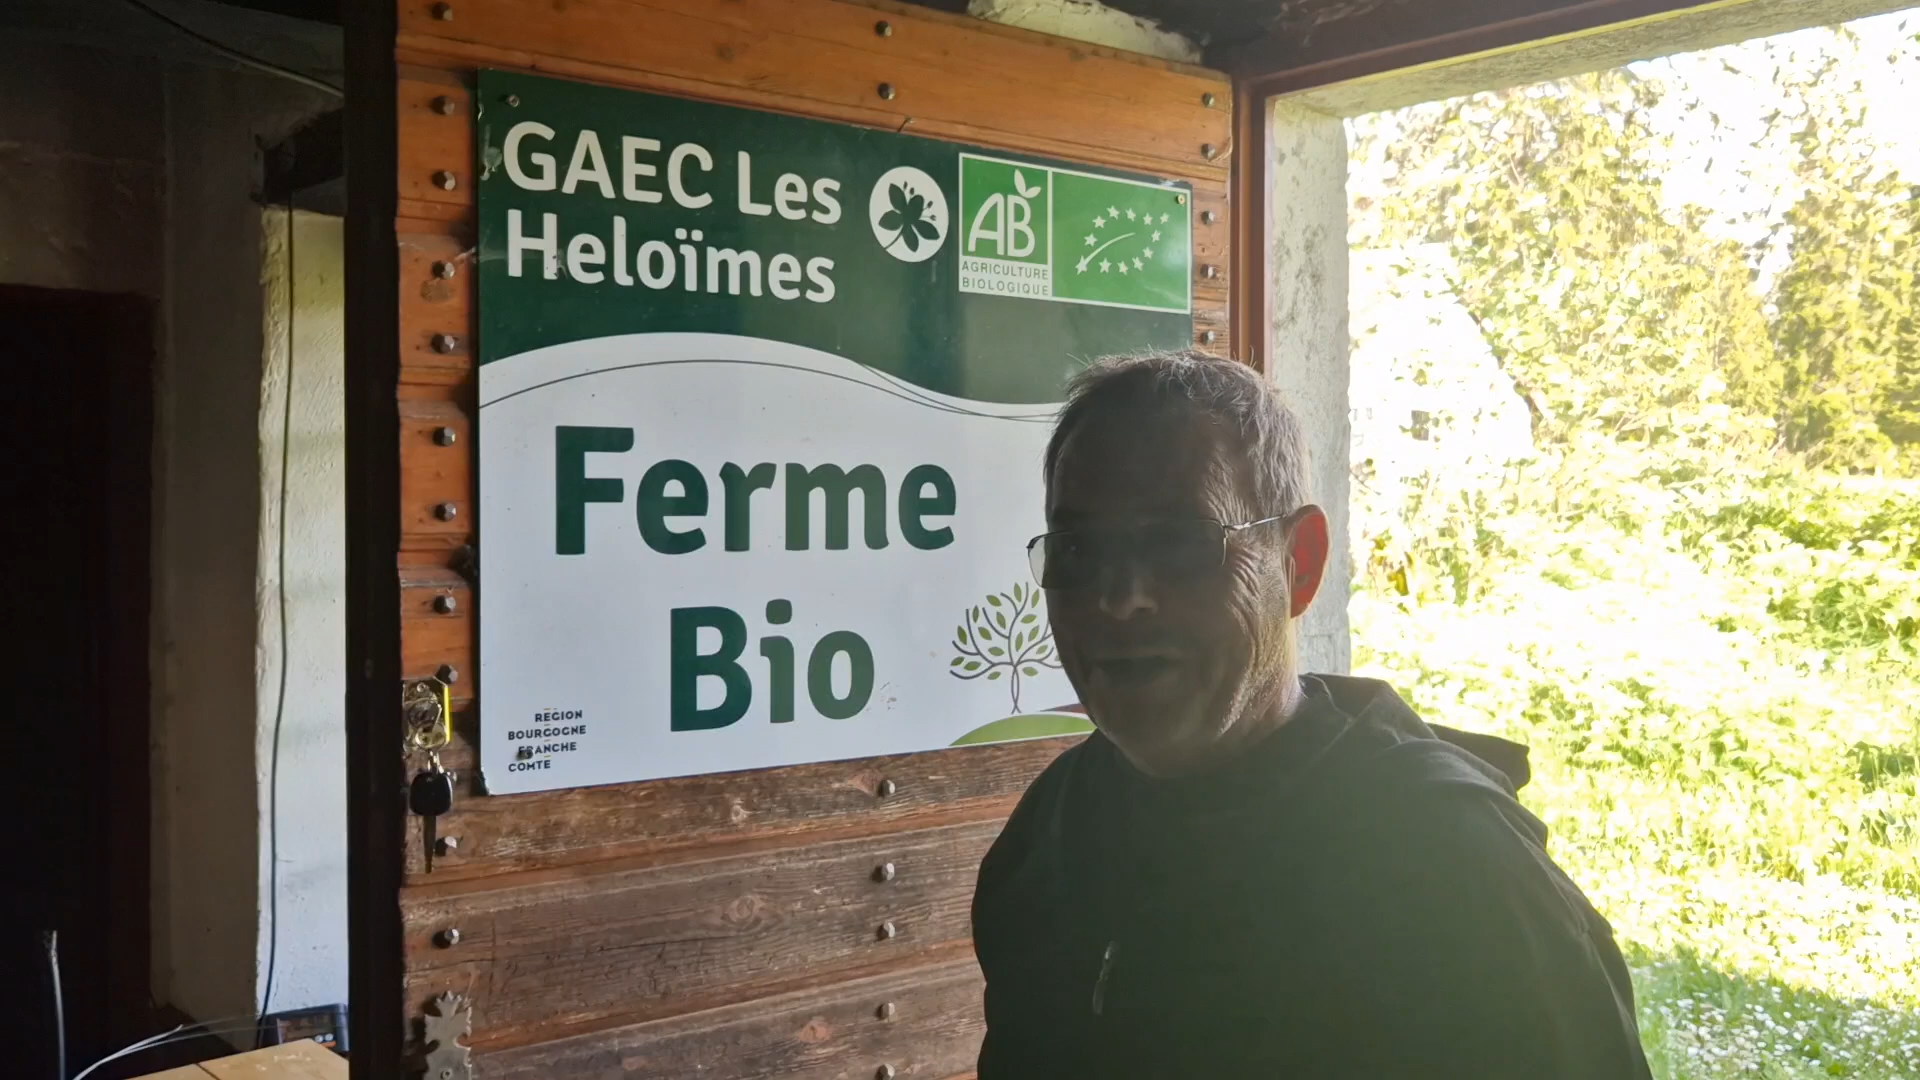 GAEC Les
Heloïmes
AB
AGRICULTURE
BIOLOGIQUE
Ferme
Bio
REGION
BOURGOGNE
FRANCHE
COMTE